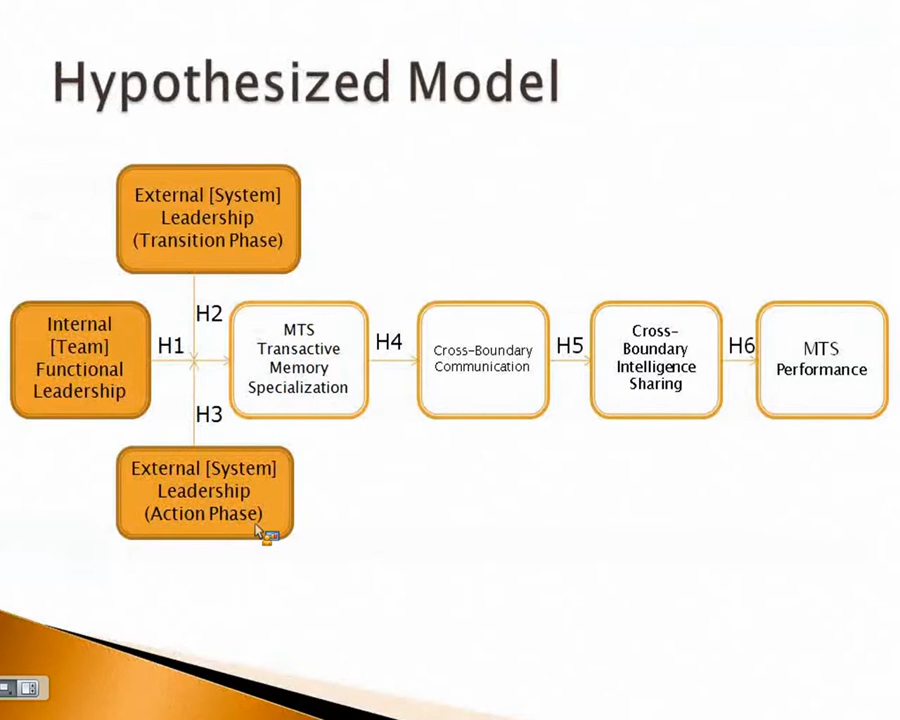 Hypothesized Model
External [System]
Leadership
(Transition Phase)
H2
Internal
[Team]
Functional
Leadership
H1
MTS
Transactive
Memory
Specialization
H4
Cross-Boundary
Communication
H5
Cross-
Boundary
Intelligence
Sharing
H6
MTS
Performance
H3
External [System]
Leadership
(Action Phase)